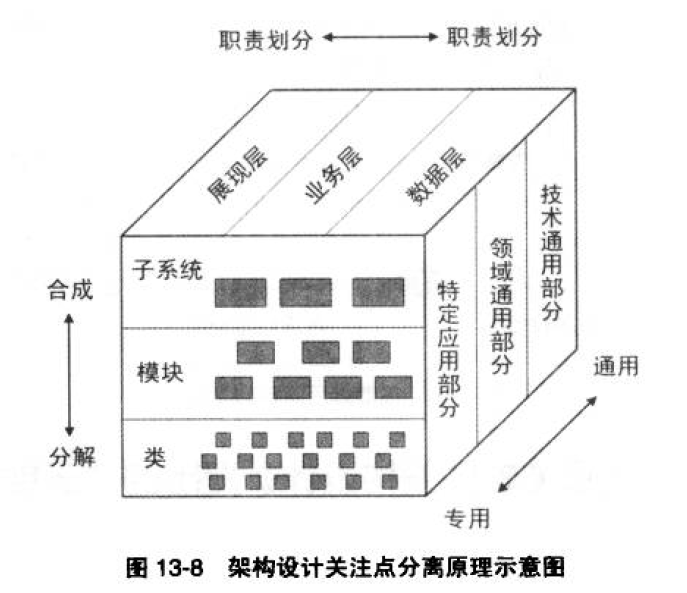 职责划分 职责划分
展现层 业务层 数据层
子系统
合成
模块
分解
类
特定应用部分
领域通用部分
技术通用部分
通用
专用
图 13-8 架构设计关注点分离原理示意图